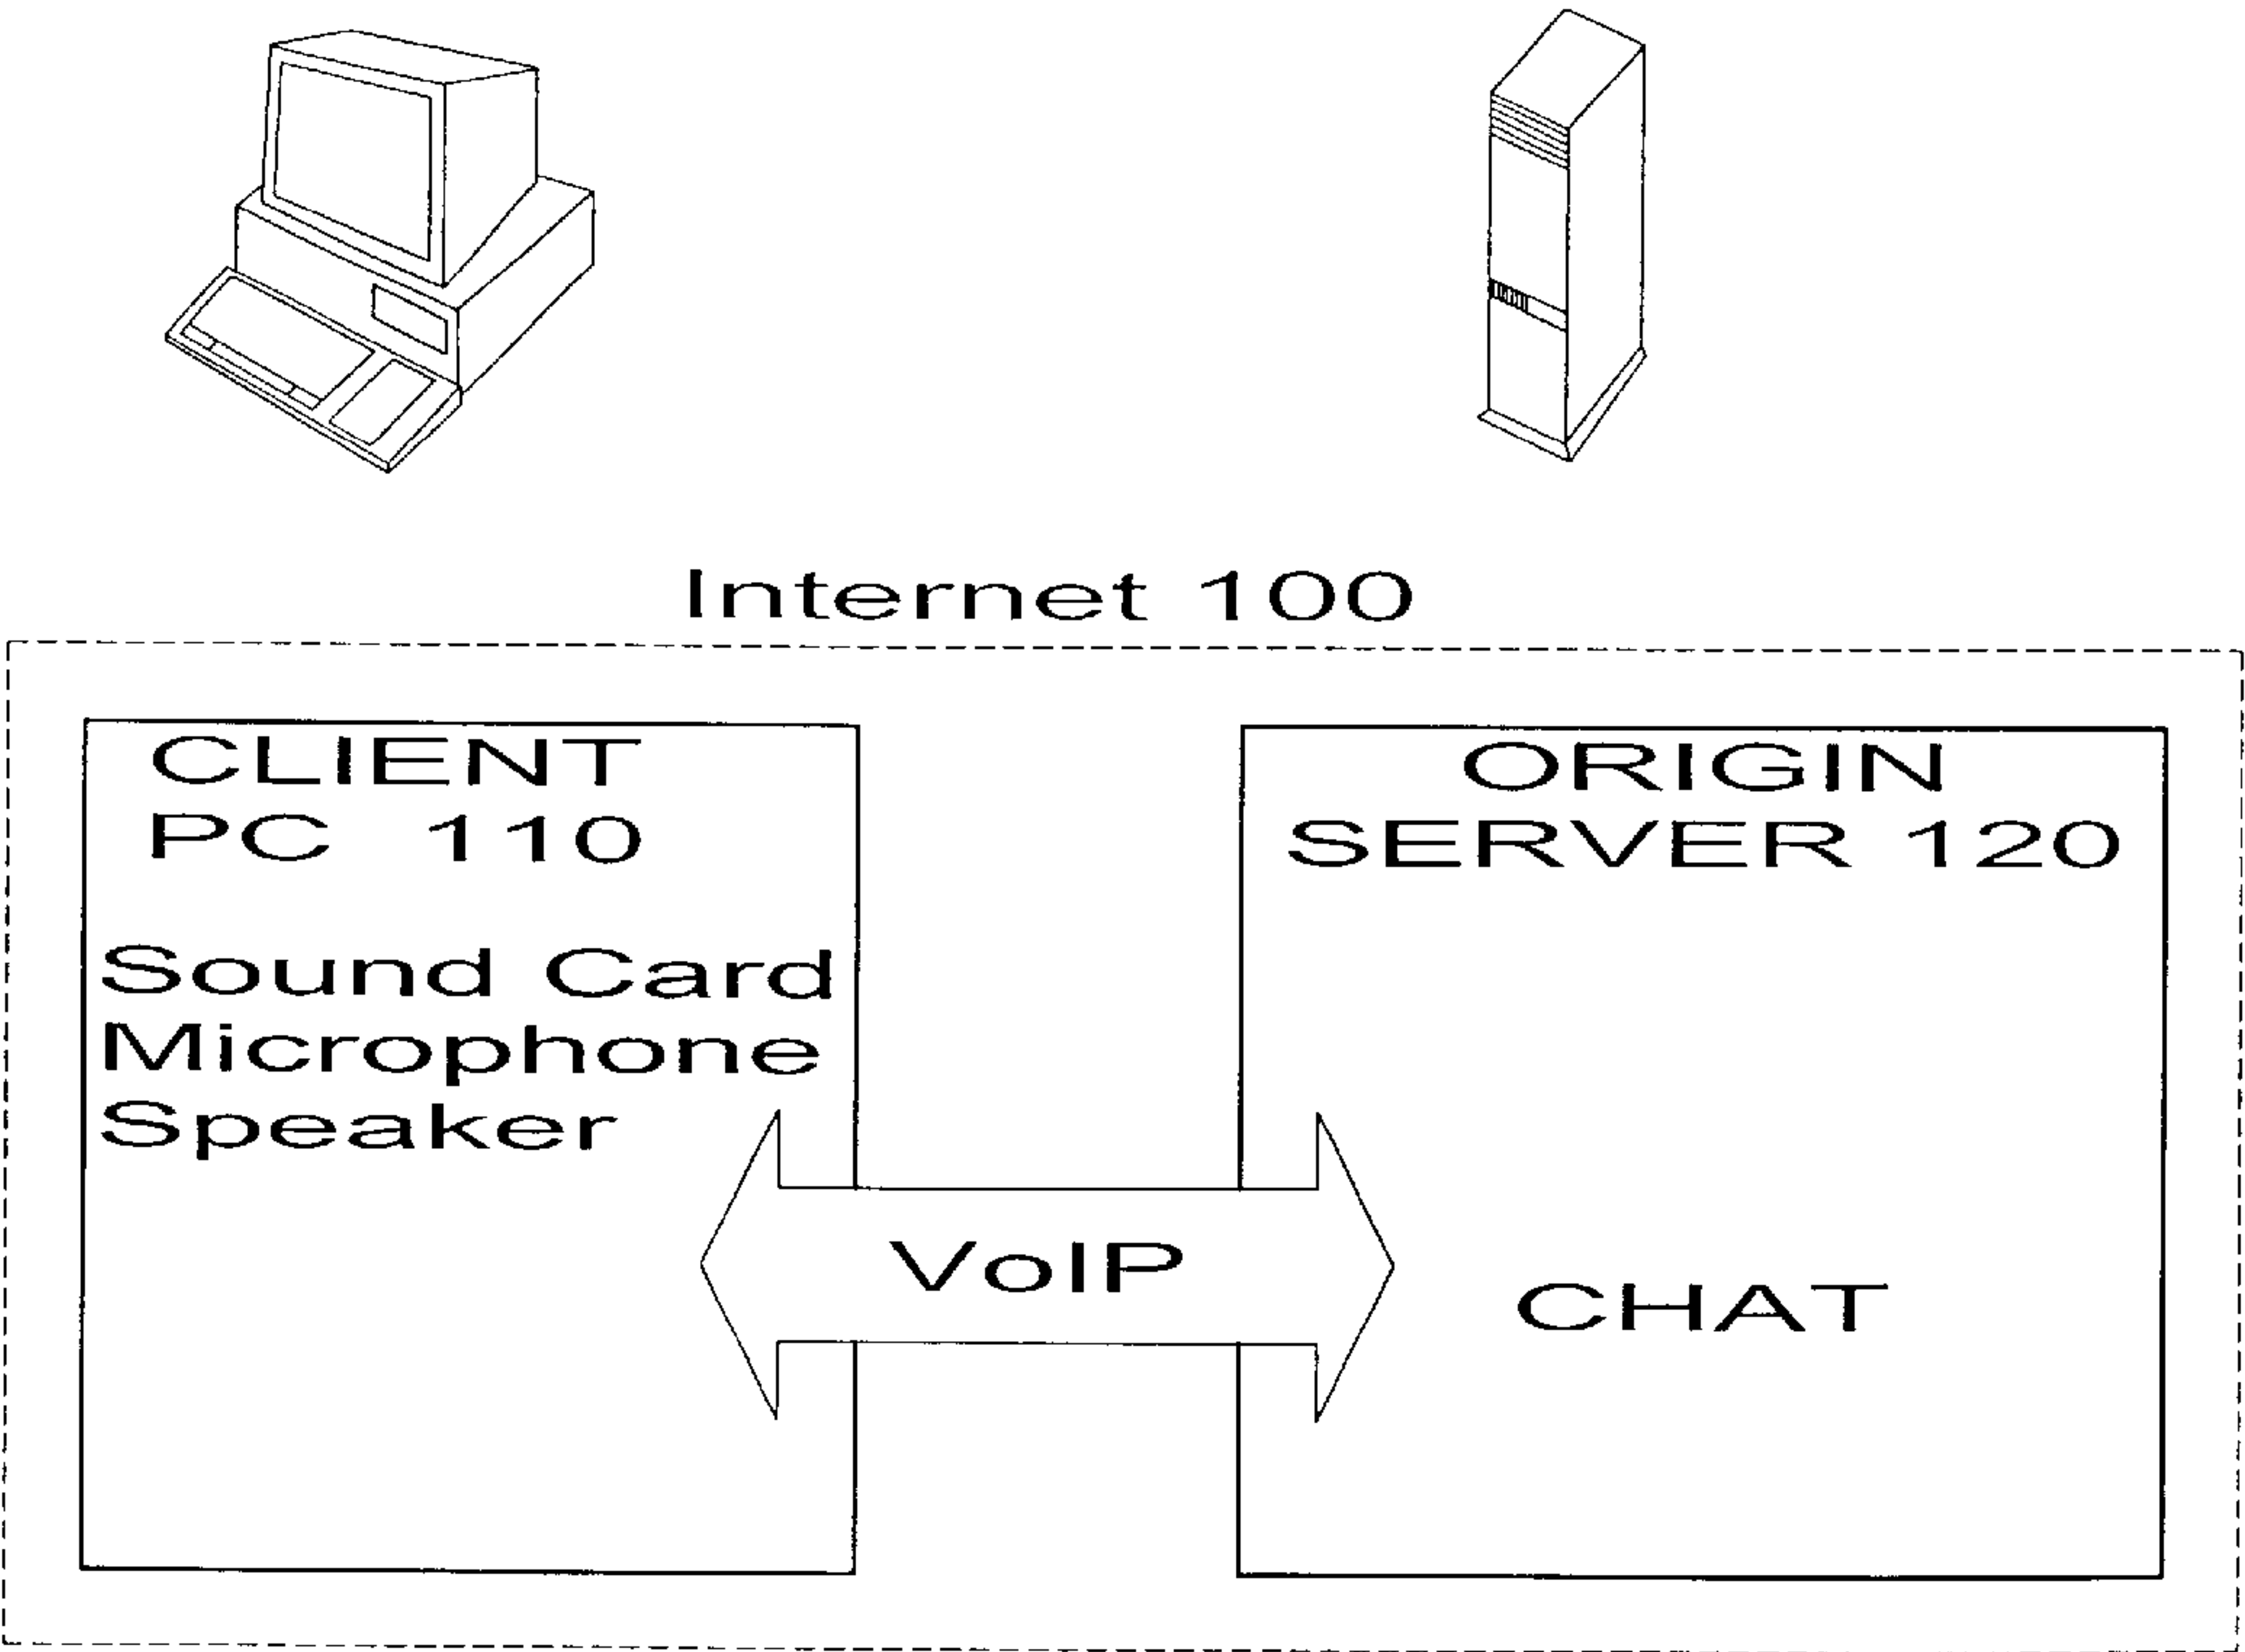 Internet 100
CLIENT
PC 110
Sound Card
Microphone
Speaker
ORIGIN
SERVER 120
VoIP
CHAT